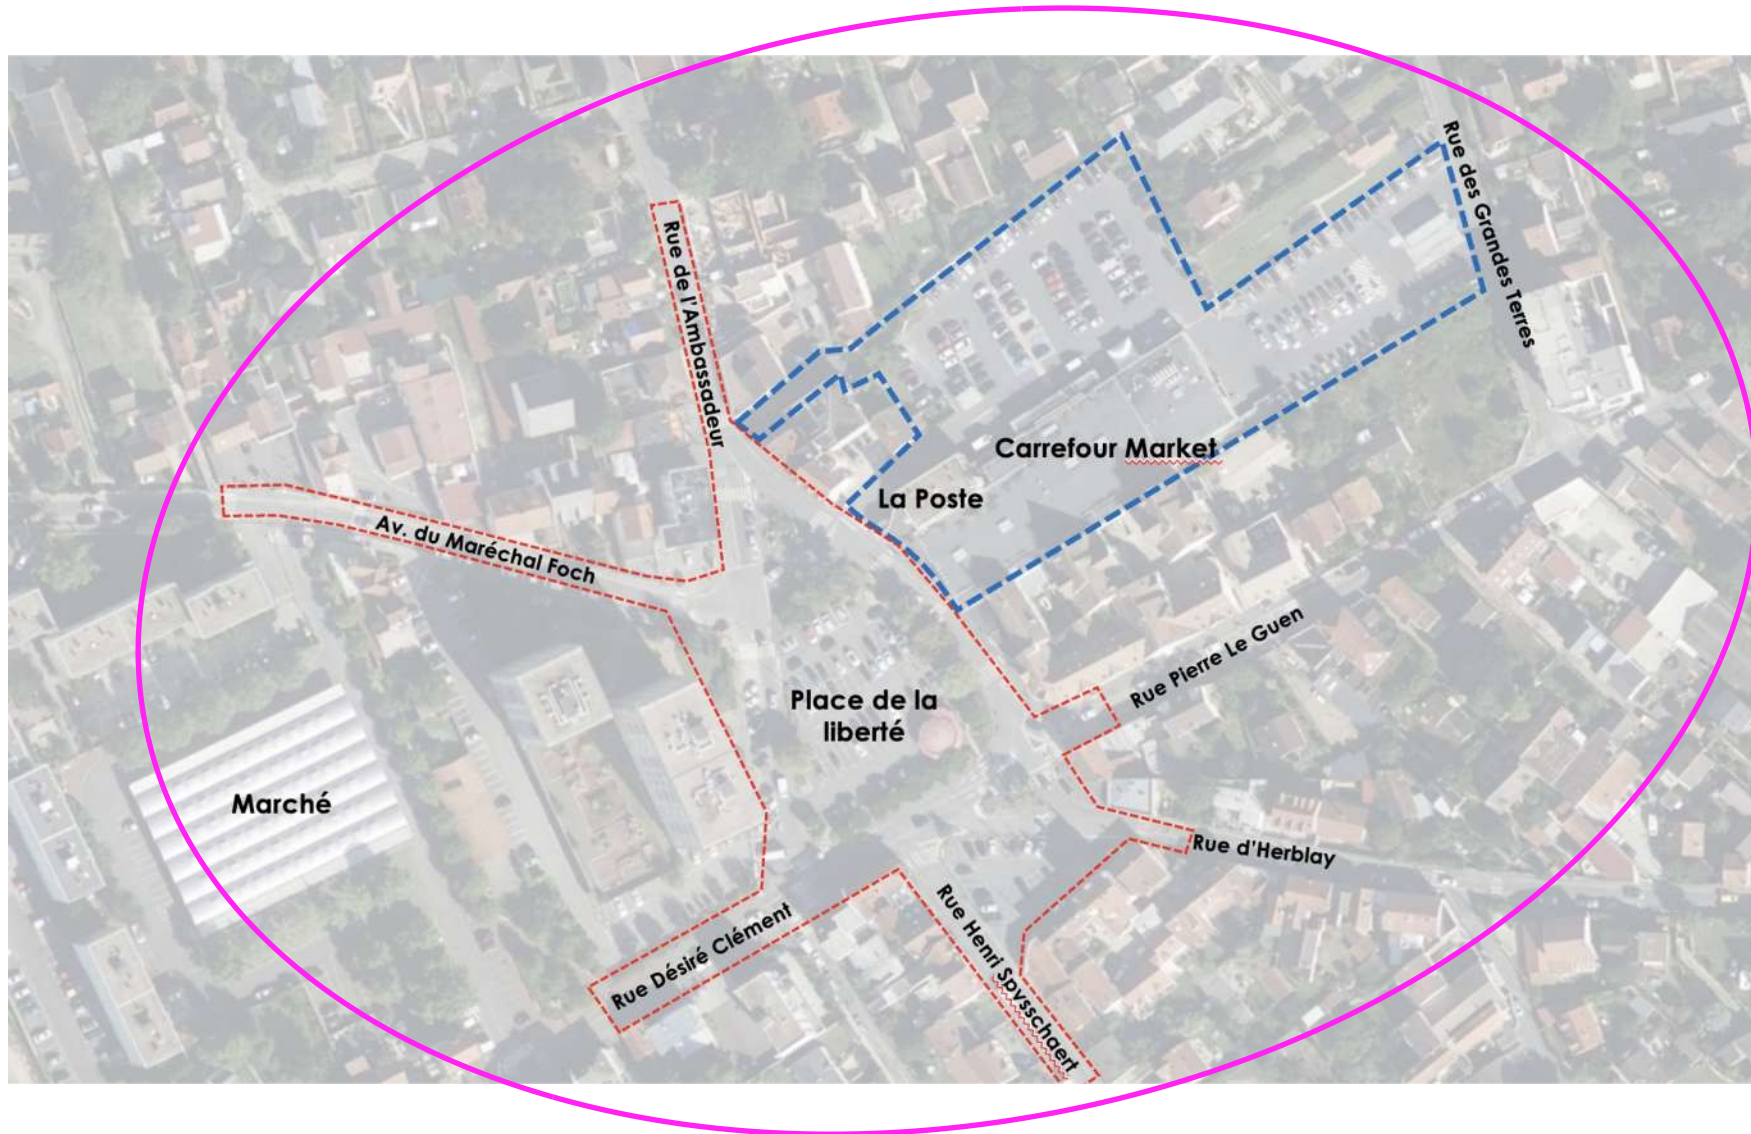 Rue des Grandes Terres
Rue de l'Ambassadeur
Carrefour Market
La Poste
Av. du Maréchal Foch
Rue Pierre Le Guen
Place de la
liberté
Marché
Rue d'Herblay
Rue Désiré Clément
Rue Henri Spysschaert